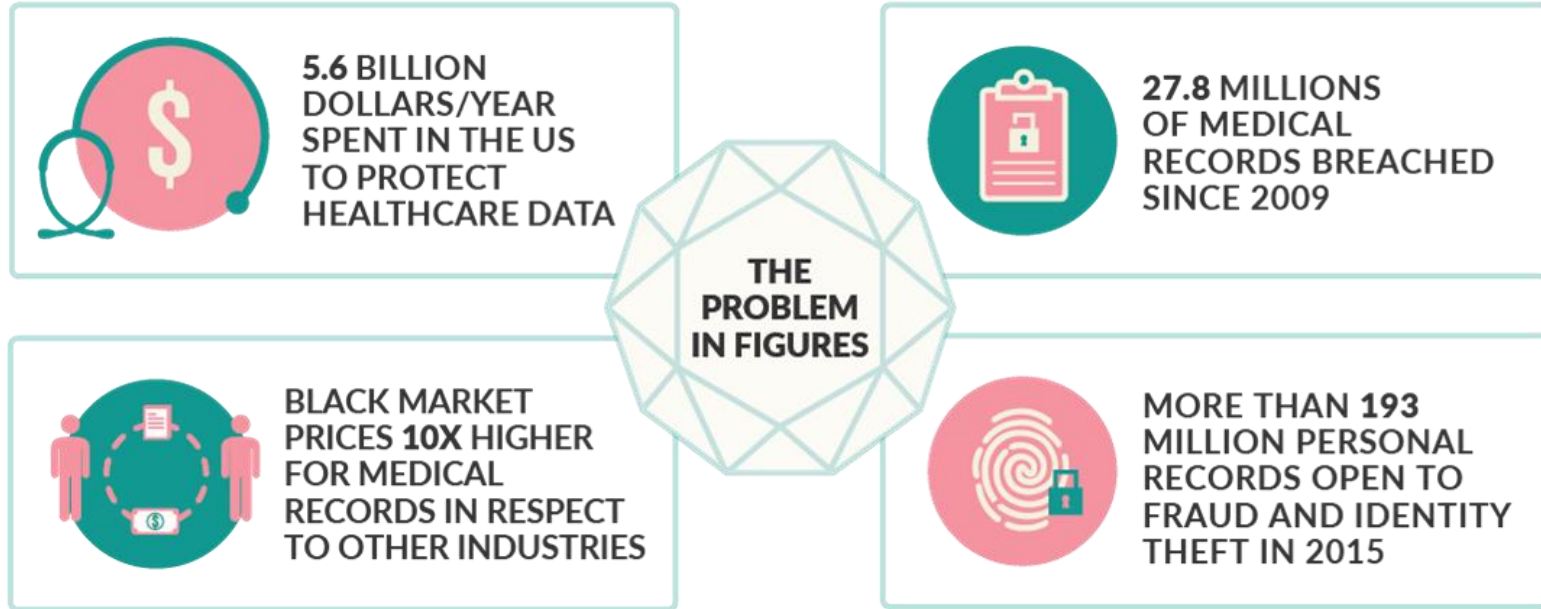 5.6 BILLION
DOLLARS/YEAR
SPENT IN THE US
TO PROTECT
HEALTHCARE DATA
27.8 MILLIONS
OF MEDICAL
RECORDS BREACHED
SINCE 2009
THE
PROBLEM
IN FIGURES
BLACK MARKET
PRICES 10X HIGHER
FOR MEDICAL
RECORDS IN RESPECT
TO OTHER INDUSTRIES
MORE THAN 193
MILLION PERSONAL
RECORDS OPEN TO
FRAUD AND IDENTITY
THEFT IN 2015
$
$